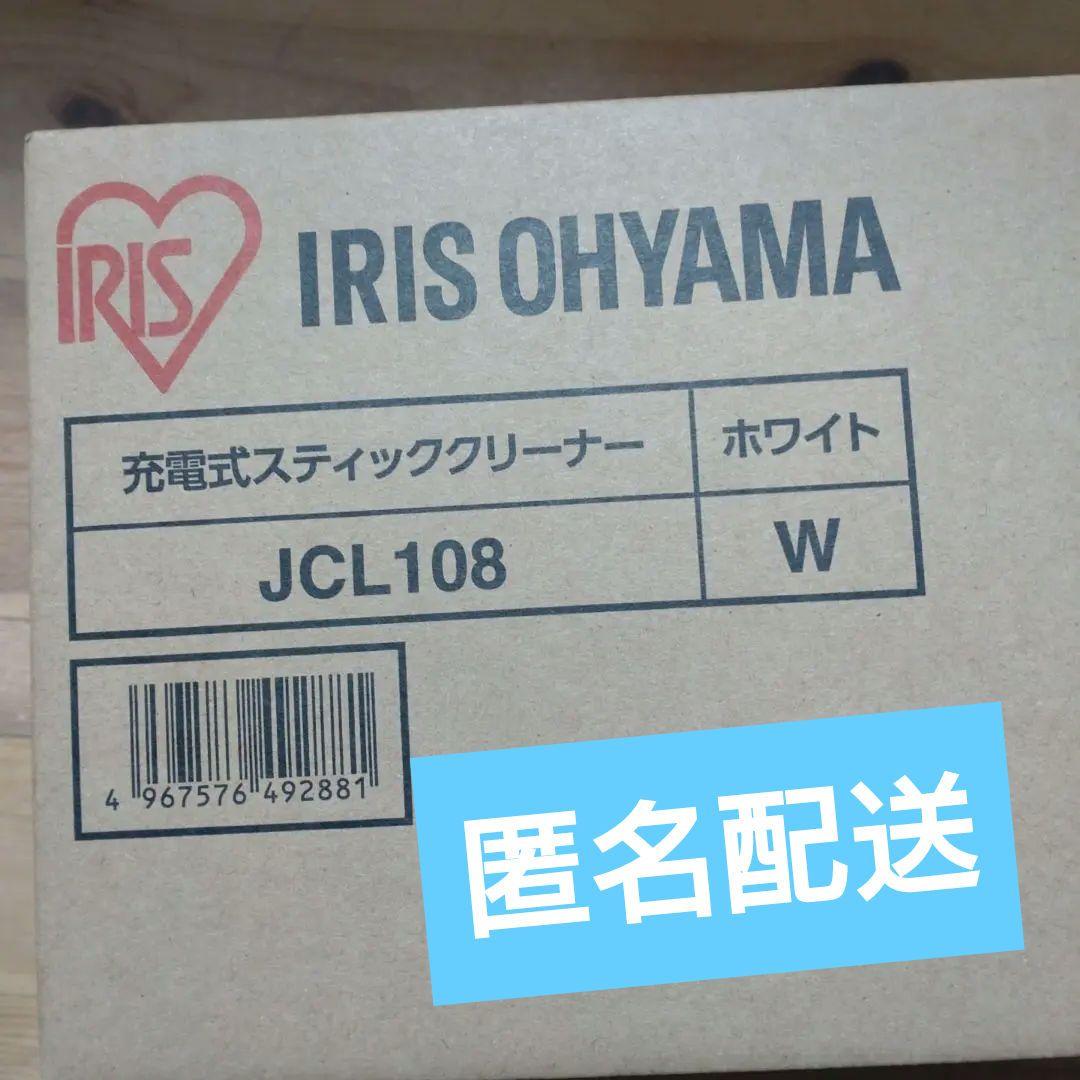 IRIS
IRIS OHYAMA
充電式スティッククリーナー
ホワイト
JCL108
W
4 967576 492881
匿名配送